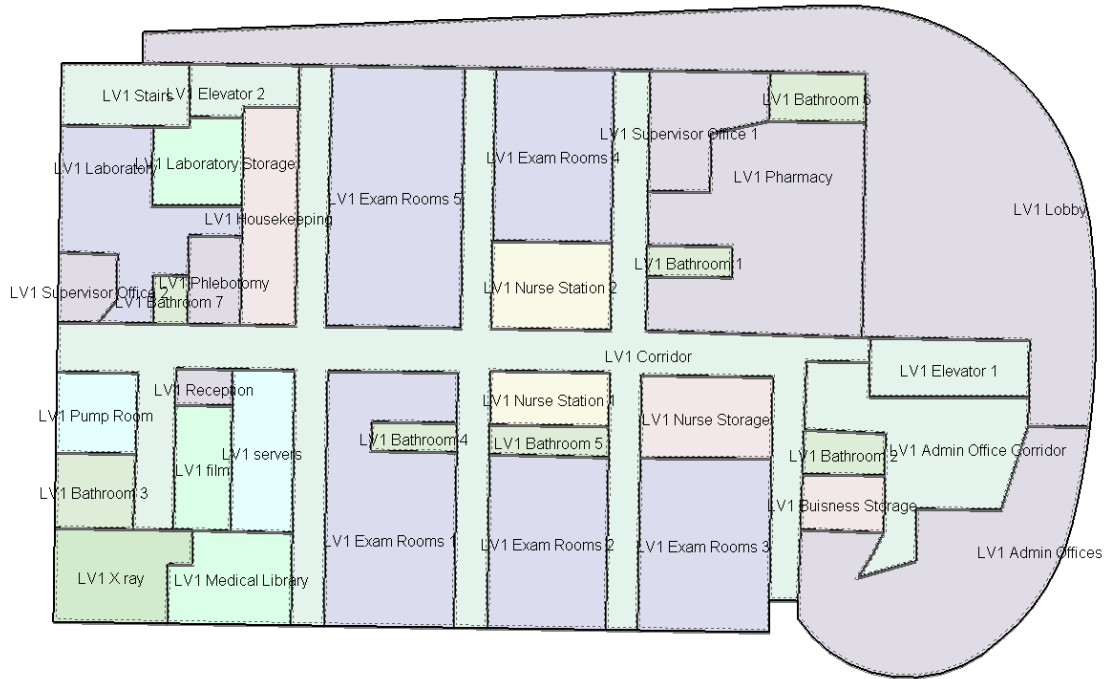 LV1 Stairs
LV1 Elevator 2
LV1 Bathroom 6
LV1 Supervisor Office 1
LV1 Laboratory
LV1 Laboratory Storage
LV1 Exam Rooms 4
LV1 Pharmacy
LV1 Exam Rooms 5
LV1 Lobby
LV1 Housekeeping
LV1 Bathroom 1
LV1 Phlebotomy
LV1 Nurse Station 2
LV1 Supervisor Office 2
LV1 Bathroom 7
LV1 Corridor
LV1 Elevator 1
LV1 Reception
LV1 Nurse Station 1
LV1 Pump Room
LV1 Nurse Storage
LV1 Bathroom 4
LV1 Bathroom 5
LV1 servers
LV1 Bathroom 2
LV1 Admin Office Corridor
LV1 film
LV1 Bathroom 3
LV1 Buisness Storage
LV1 Exam Rooms 1
LV1 Exam Rooms 2
LV1 Exam Rooms 3
LV1 Admin Offices
LV1 X ray
LV1 Medical Library